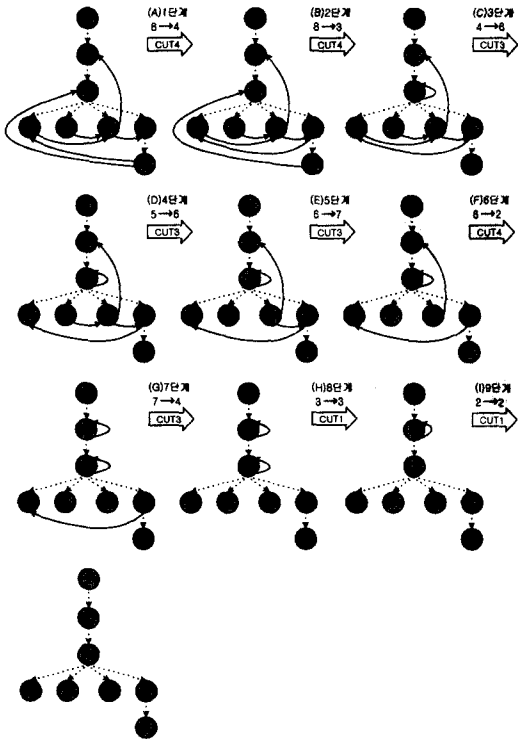 (A)1단계
8→4
CUT4
(B)2단계
8→3
CUT4
(C)3단계
4→6
CUT3
(D)4단계
5→6
CUT3
(E)5단계
6→7
CUT3
(F)6단계
6→2
CUT4
(G)7단계
7→4
CUT3
(H)8단계
3→3
CUT1
(I)9단계
2→2
CUT1